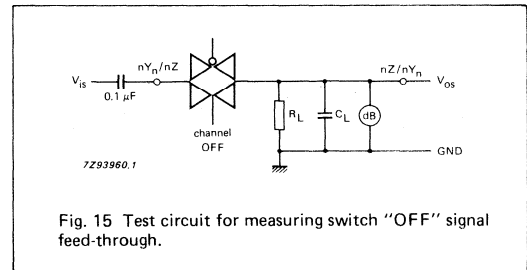 nYn/nZ
nZ/nYn
Vis
Vos
0.1 µF
RL
CL
dB
channel
OFF
GND
7Z93960.1
Fig. 15 Test circuit for measuring switch "OFF" signal
feed-through.